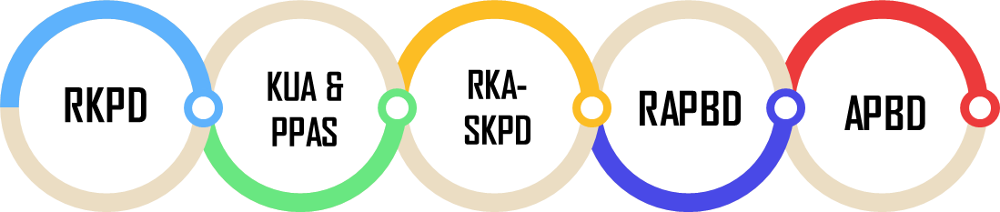 RKPD
KUA &
PPAS
RKA-
SKPD
RAPBD
APBD